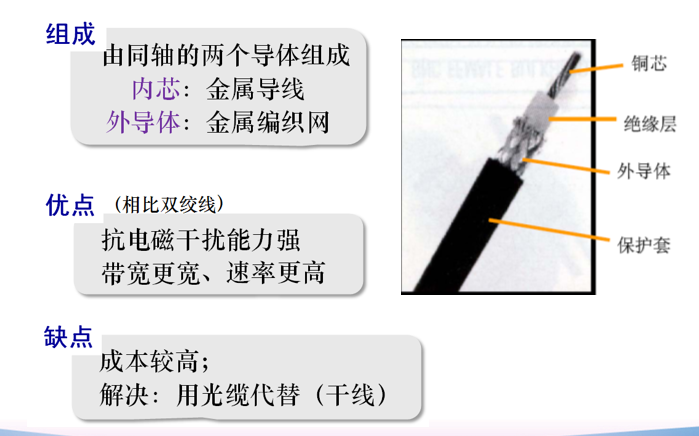 组成
由同轴的两个导体组成
内芯：金属导线
外导体：金属编织网
优点 (相比双绞线)
抗电磁干扰能力强
带宽更宽、速率更高
缺点
成本较高；
解决：用光缆代替（干线）
铜芯
绝缘层
外导体
保护套